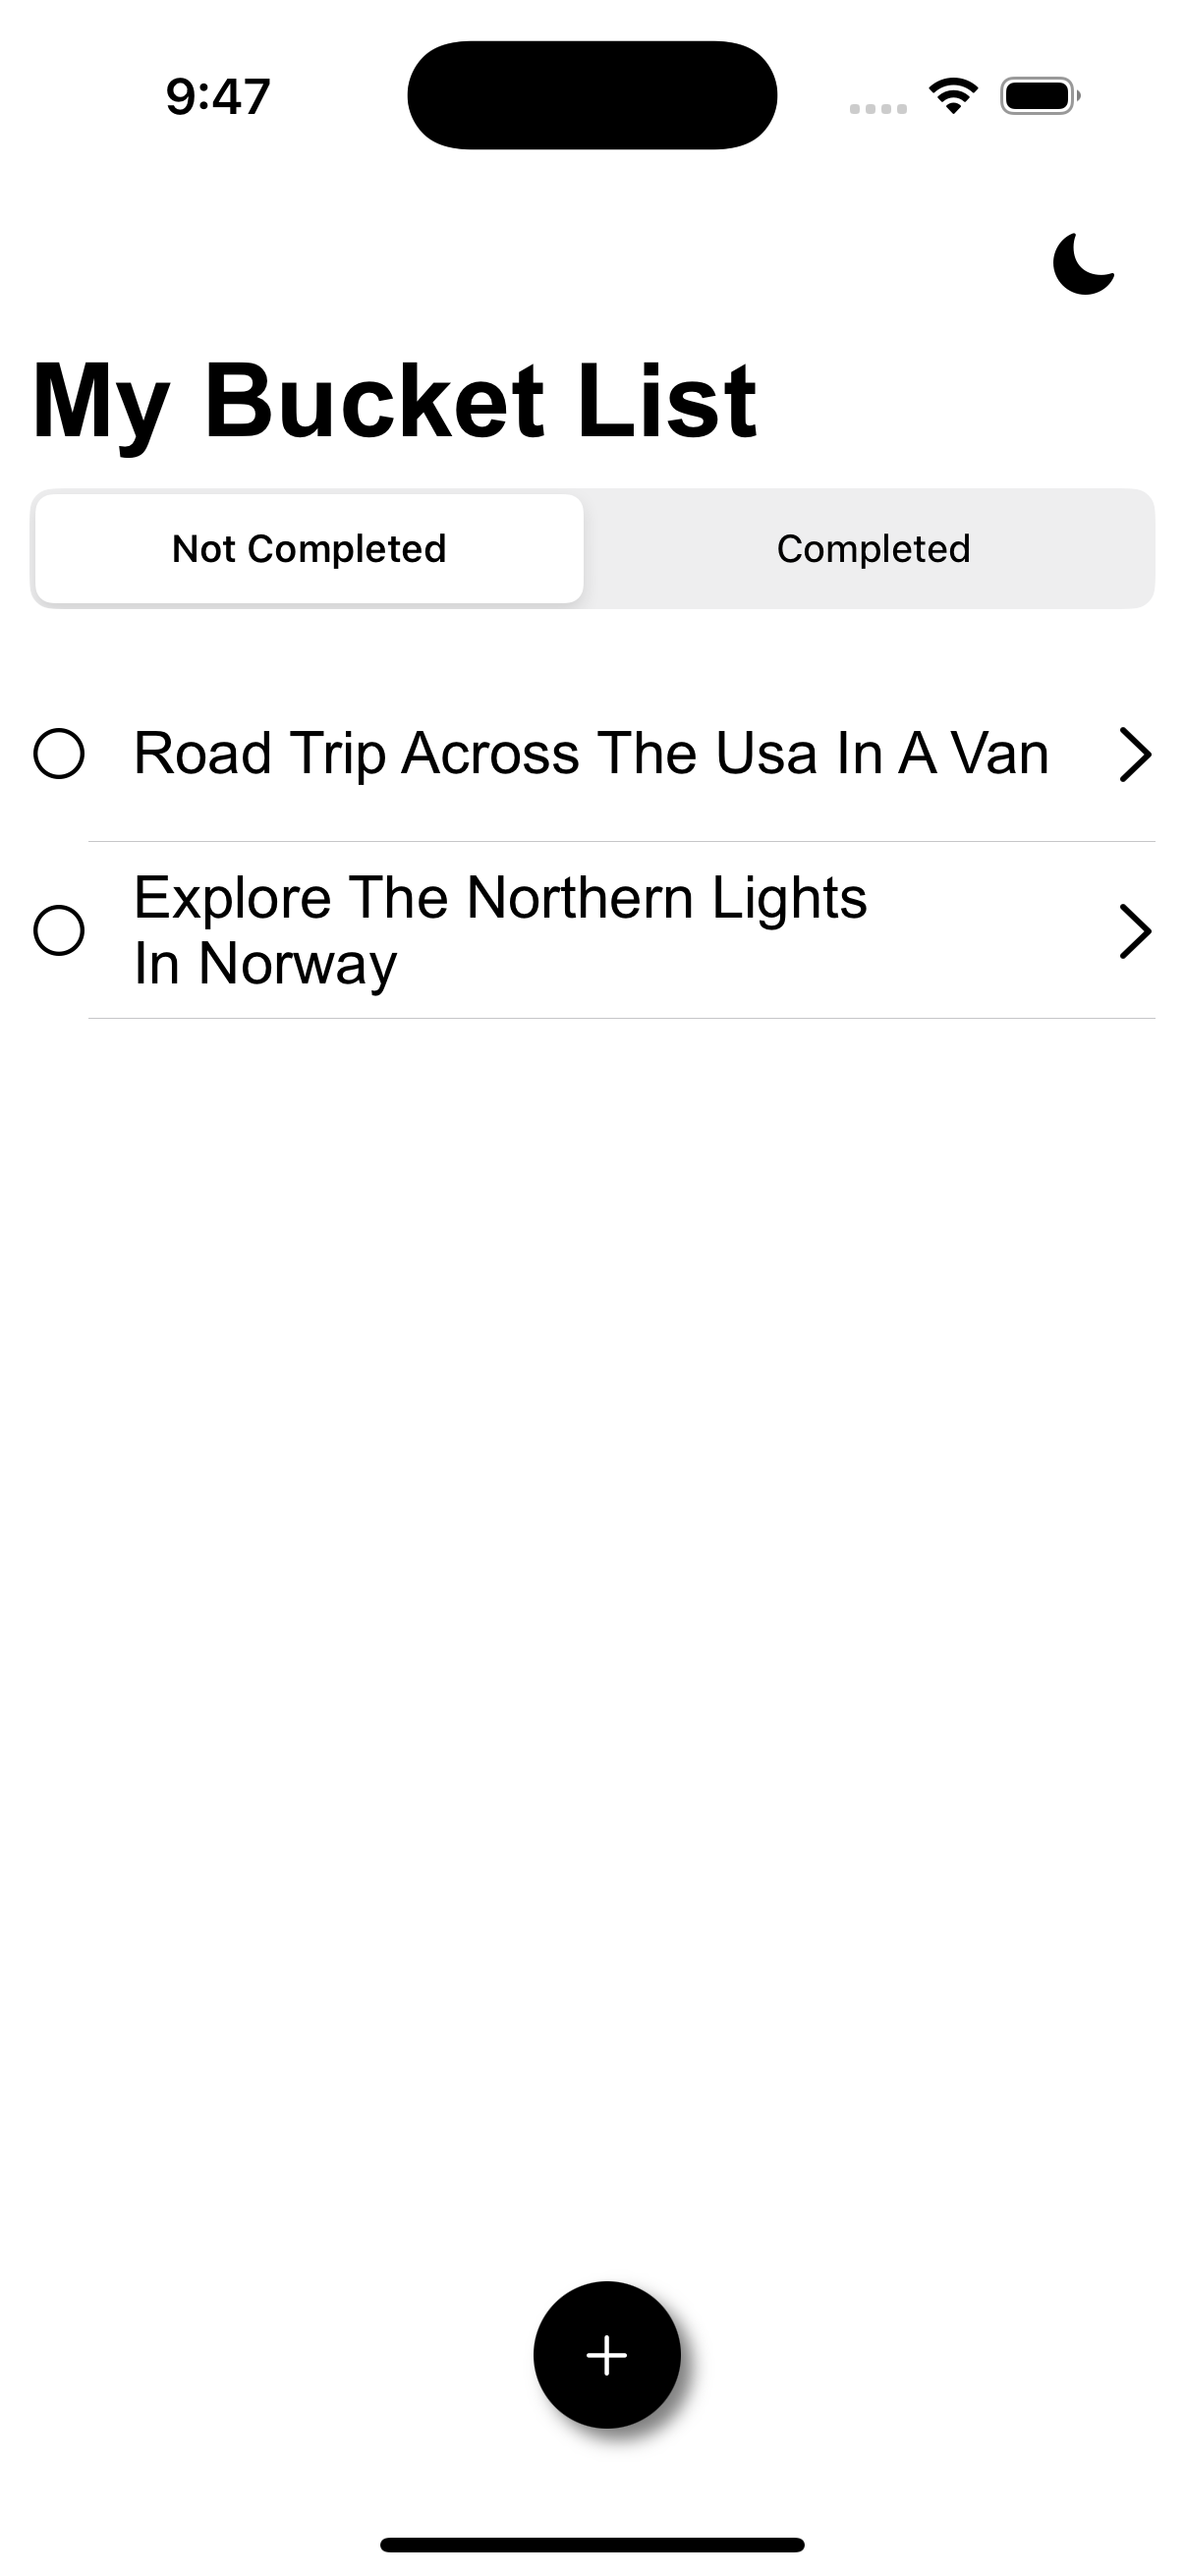 9:47
My Bucket List
Not Completed
Completed
Road Trip Across The Usa In A Van
Explore The Northern Lights
In Norway